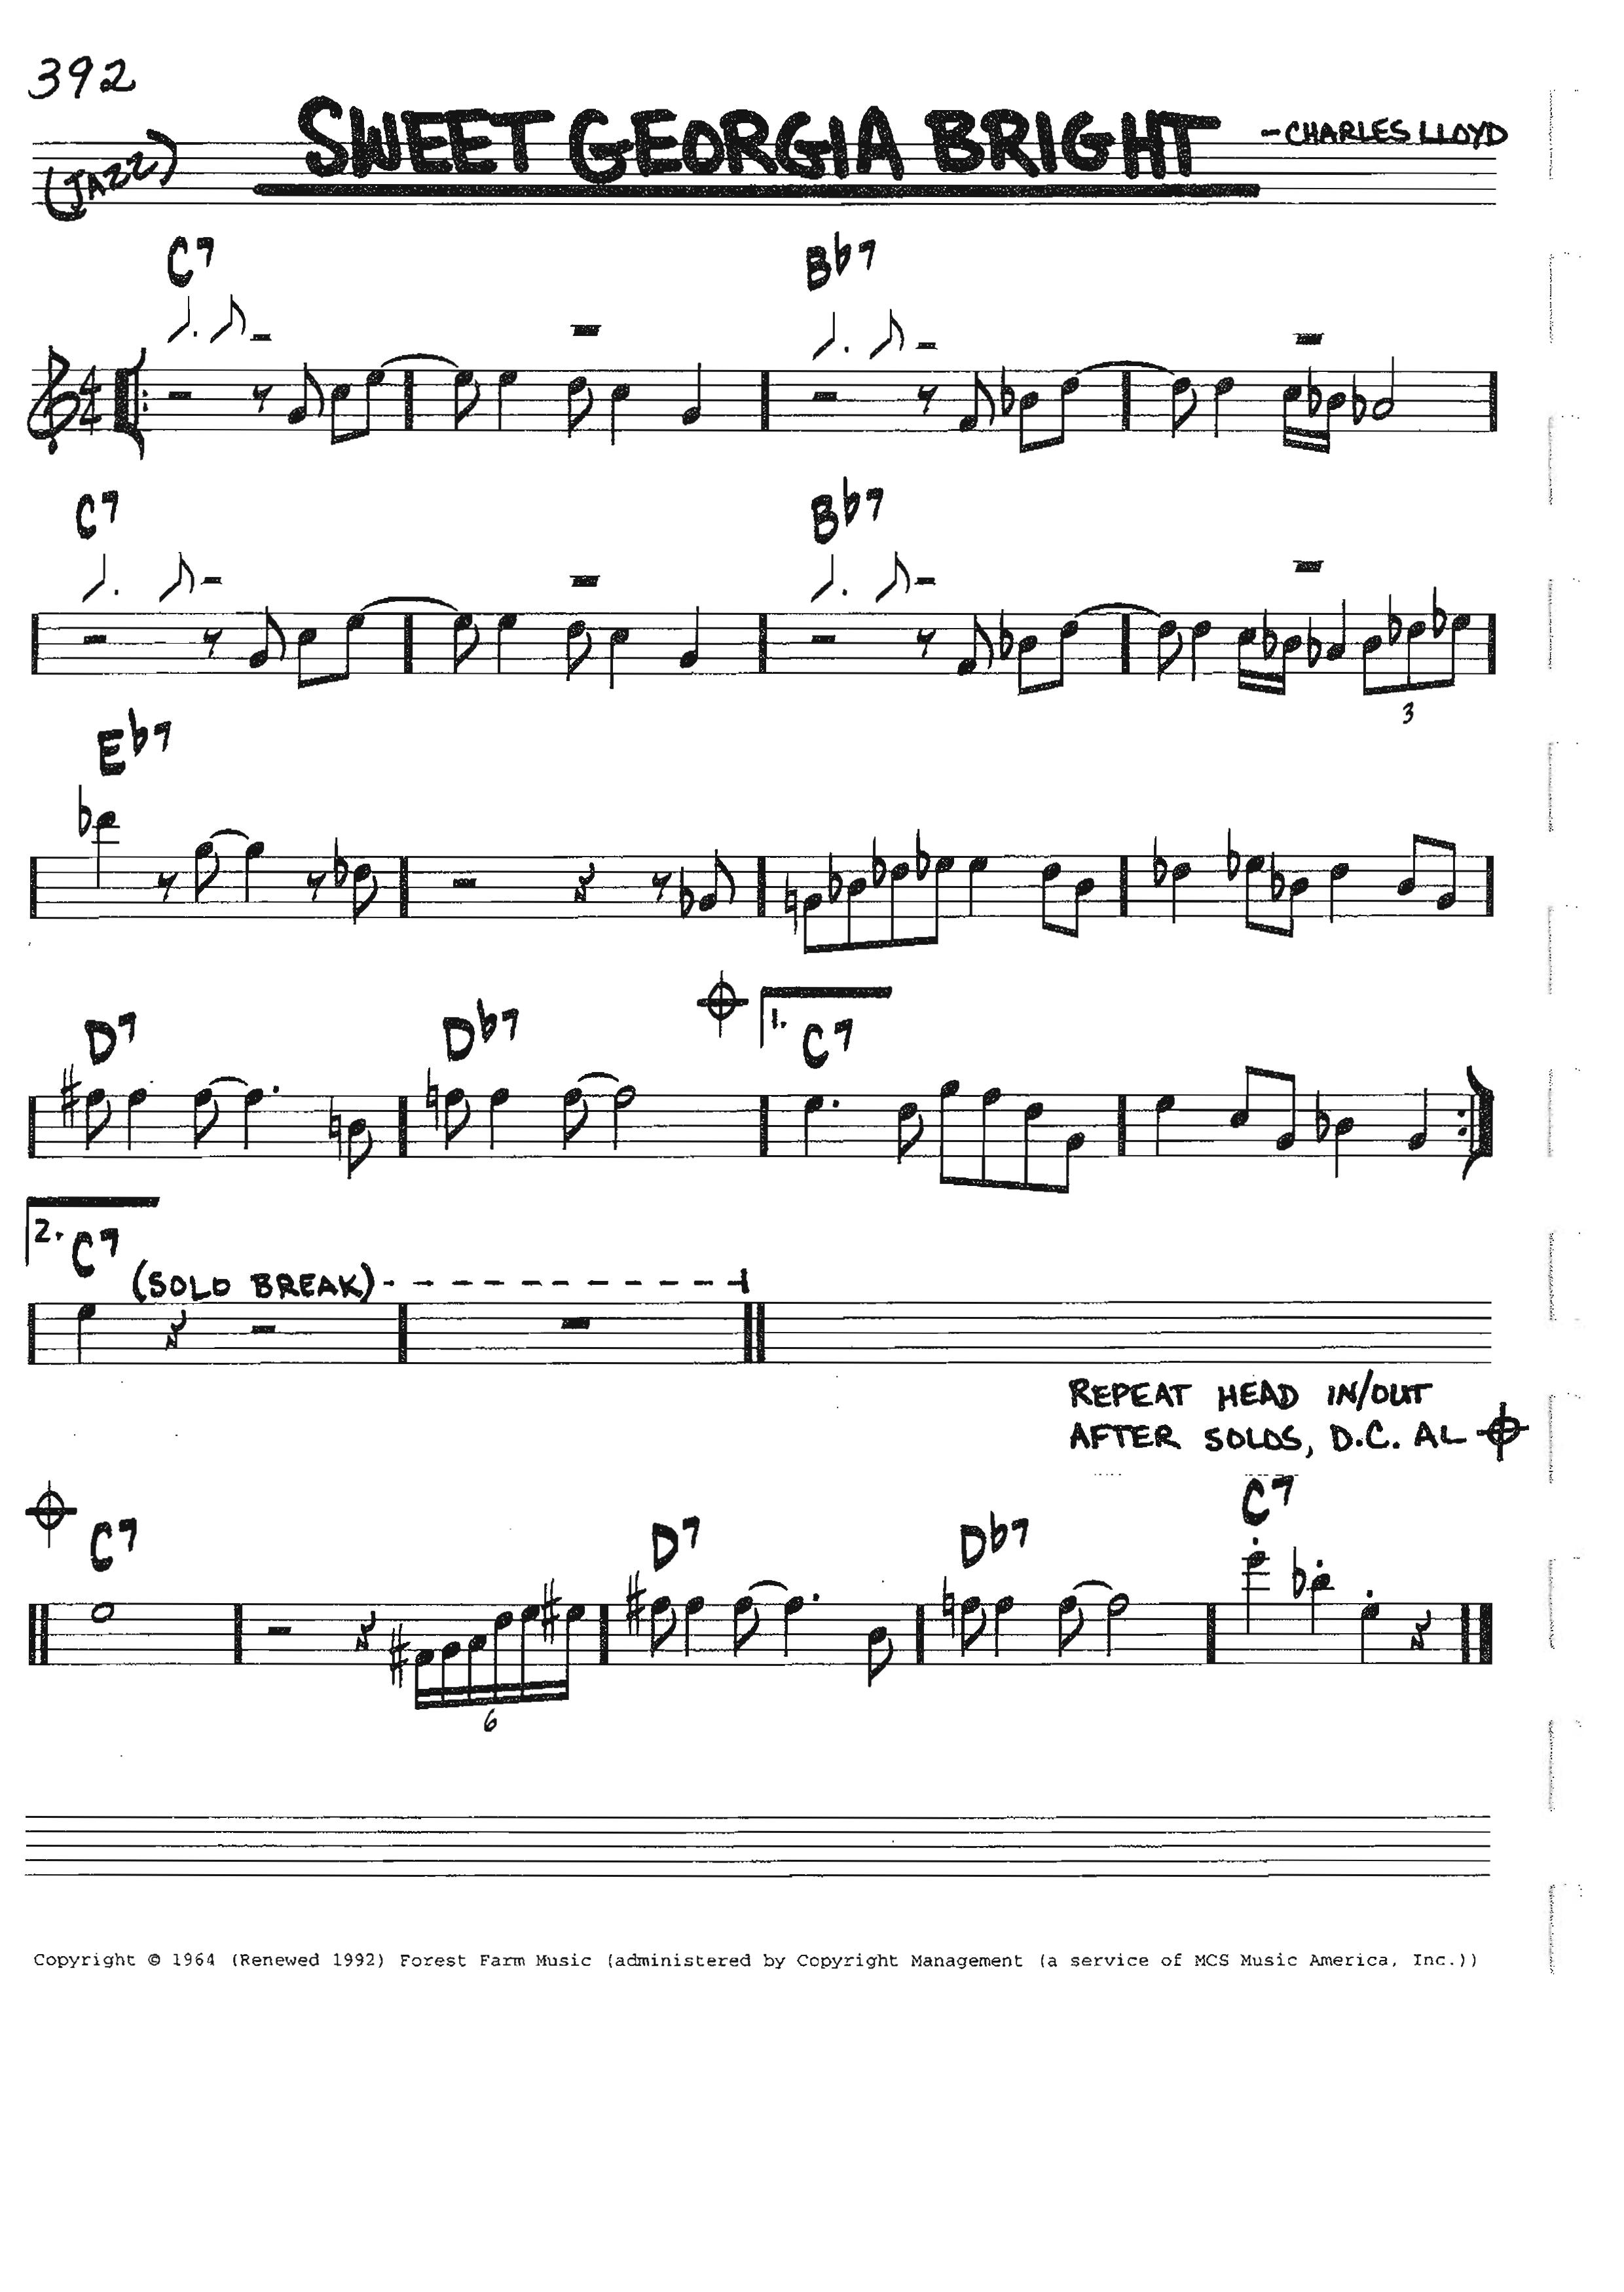 392
SWEET GEORGIA BRIGHT
-CHARLES LLOYD
(JAZZ)
C7 Bb7
C7 Bb7
3
Eb7
D7 Db7 1. C7
2. C7
(SOLO BREAK)
REPEAT HEAD IN/OUT
AFTER SOLOS, D.C. AL
C7 D7 Db7 C7
6
Copyright © 1964 (Renewed 1992) Forest Farm Music (administered by Copyright Management (a service of MCS Music America, Inc.))